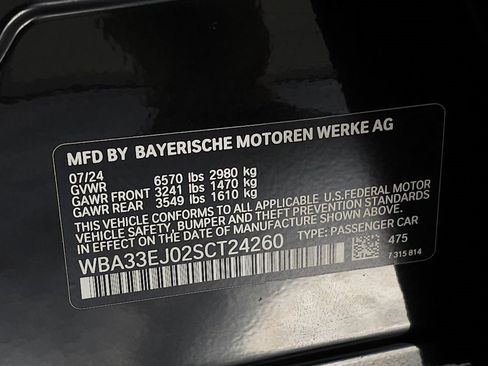 MFD BY BAYERISCHE MOTOREN WERKE AG
07/24
GVWR 6570 lbs 2980 kg
GAWR FRONT 3241 lbs 1470 kg
GAWR REAR 3549 lbs 1610 kg
THIS VEHICLE CONFORMS TO ALL APPLICABLE U.S.FEDERAL MOTOR
VEHICLE SAFETY, BUMPER, AND THEFT PREVENTION STANDARDS
IN EFFECT ON THE DATE OF MANUFACTURE SHOWN ABOVE.
WBA33EJ02SCT24260 TYPE: PASSENGER CAR
475
7 315 814